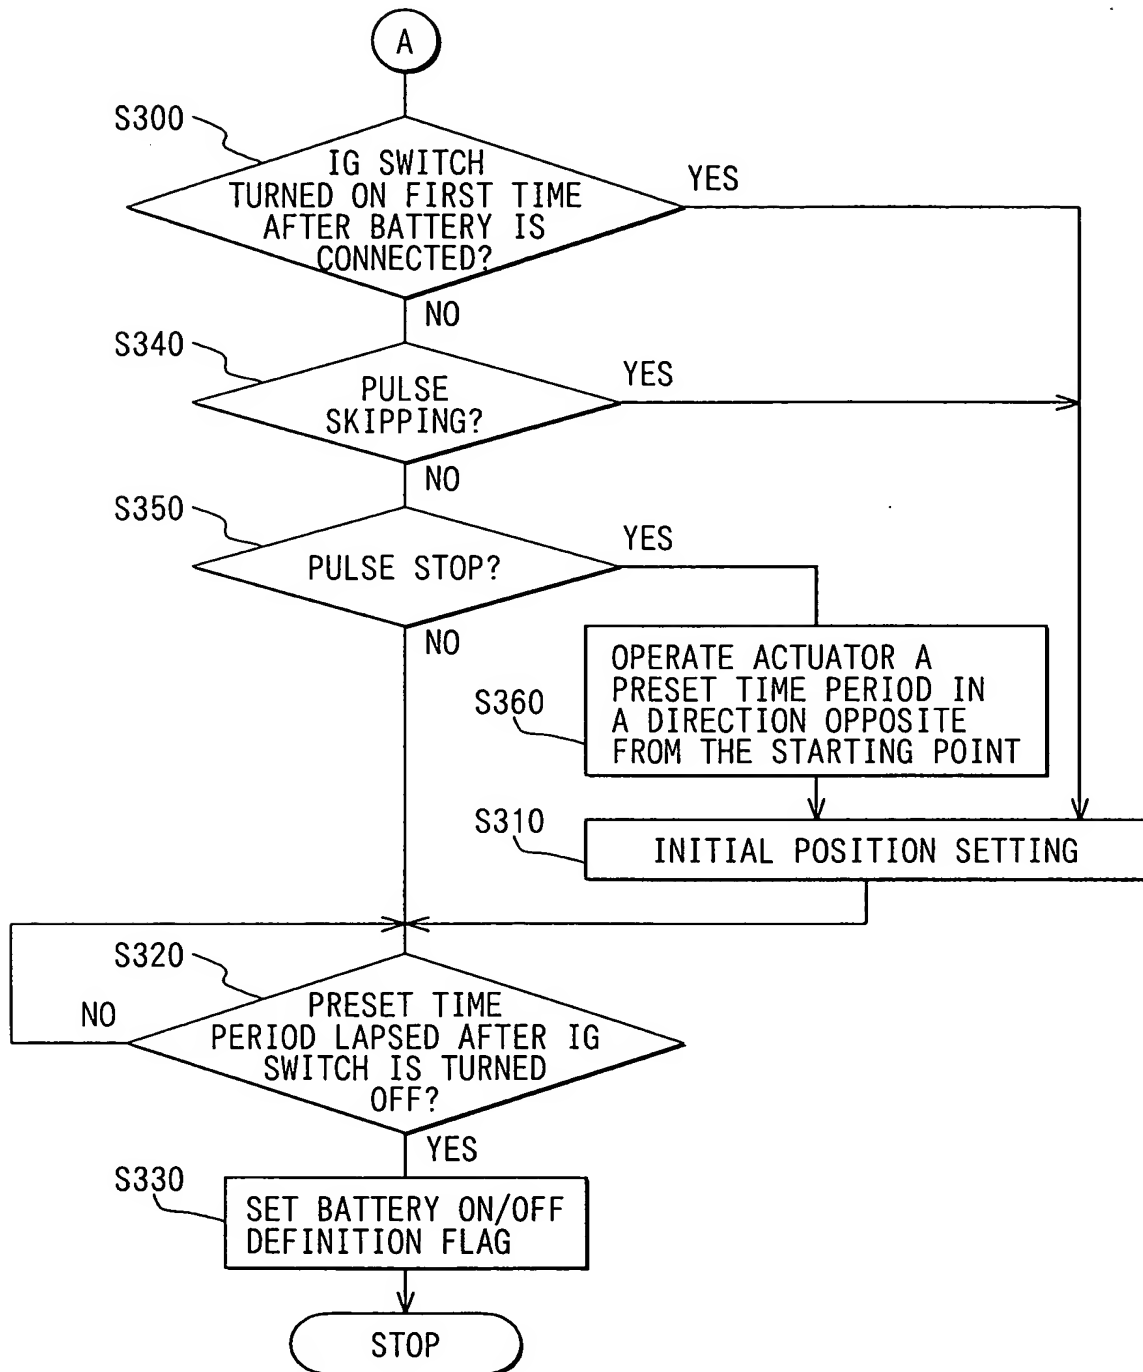 A
S300
IG SWITCH
TURNED ON FIRST TIME
AFTER BATTERY IS
CONNECTED?
YES
NO
S340
PULSE
SKIPPING?
YES
NO
S350
PULSE STOP?
YES
NO
S360
OPERATE ACTUATOR A
PRESET TIME PERIOD IN
A DIRECTION OPPOSITE
FROM THE STARTING POINT
S310
INITIAL POSITION SETTING
S320
PRESET TIME
PERIOD LAPSED AFTER IG
SWITCH IS TURNED
OFF?
NO
YES
S330
SET BATTERY ON/OFF
DEFINITION FLAG
STOP